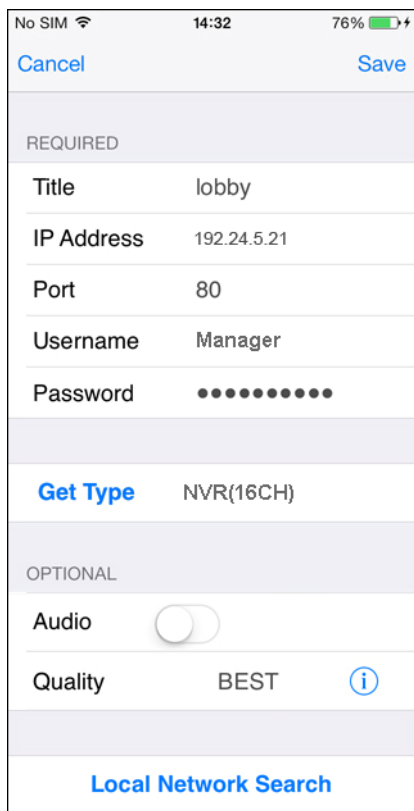 No SIM 14:32 76%
Cancel Save
REQUIRED
Title lobby
IP Address 192.24.5.21
Port 80
Username Manager
Password ●●●●●●●●●●
Get Type NVR(16CH)
OPTIONAL
Audio
Quality BEST i
Local Network Search